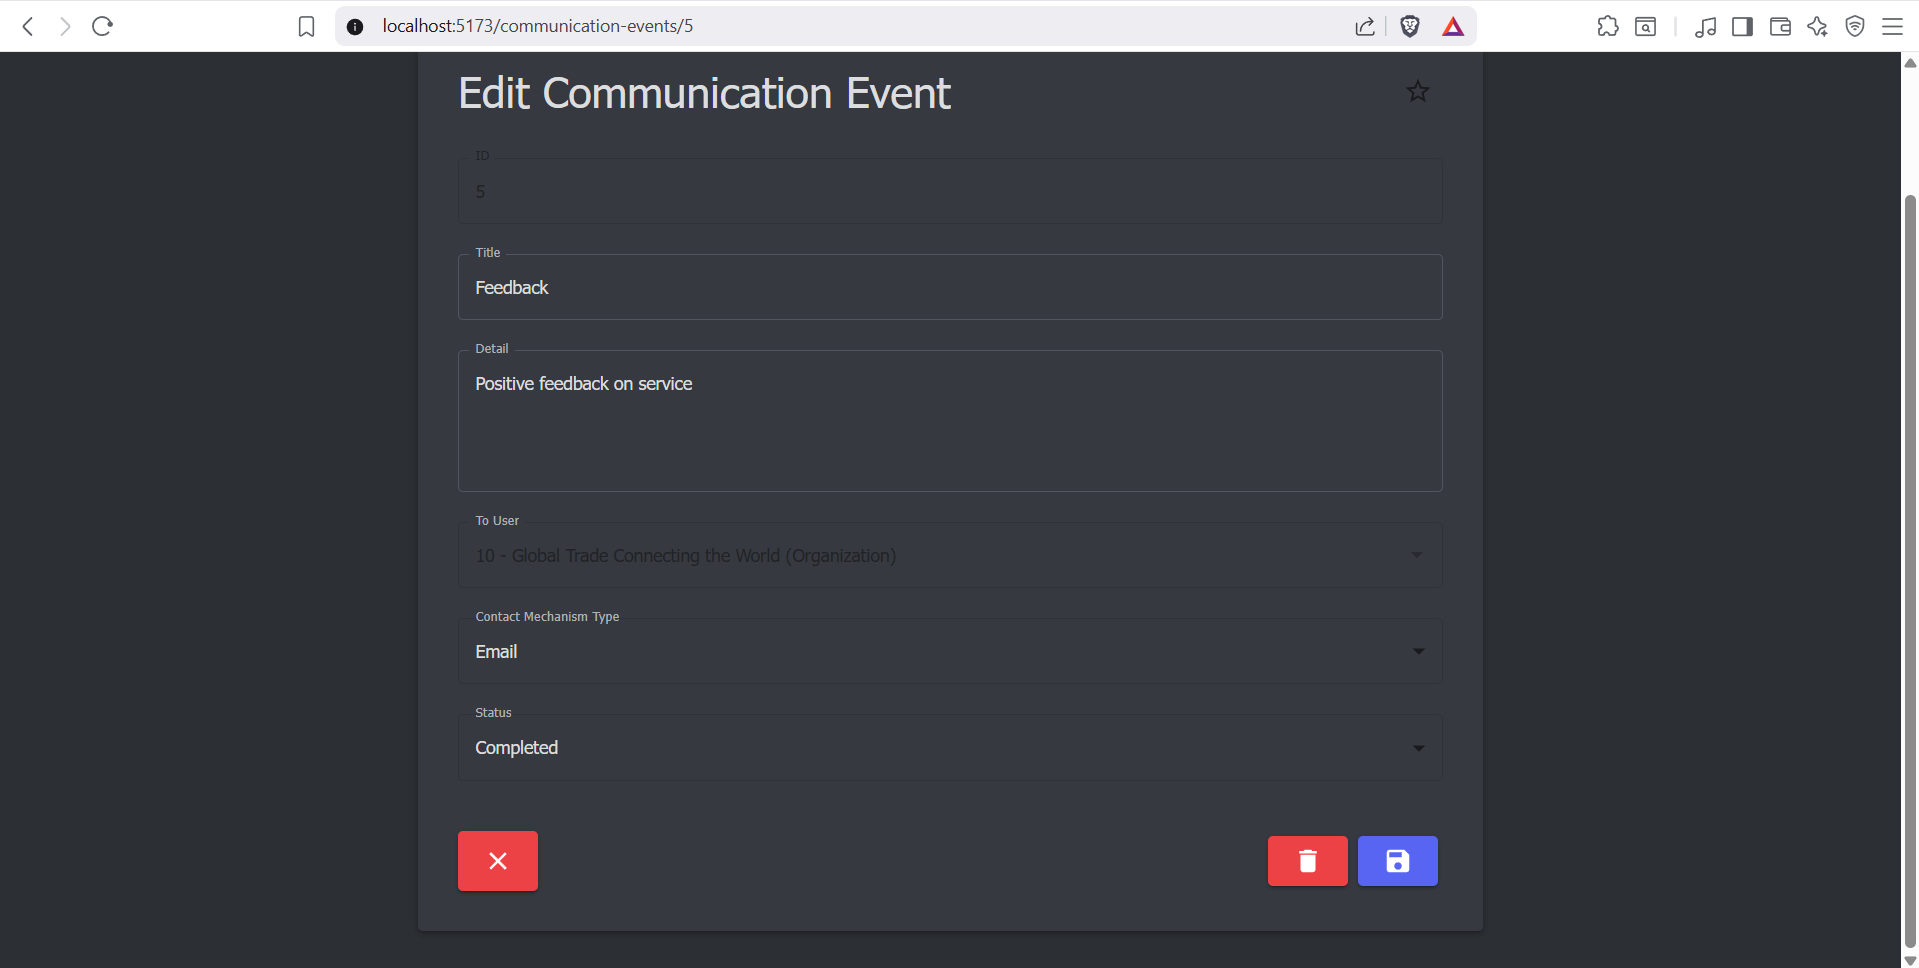 localhost:5173/communication-events/5
Edit Communication Event
ID
5
Title
Feedback
Detail
Positive feedback on service
To User
10 - Global Trade Connecting the World (Organization)
Contact Mechanism Type
Email
Status
Completed